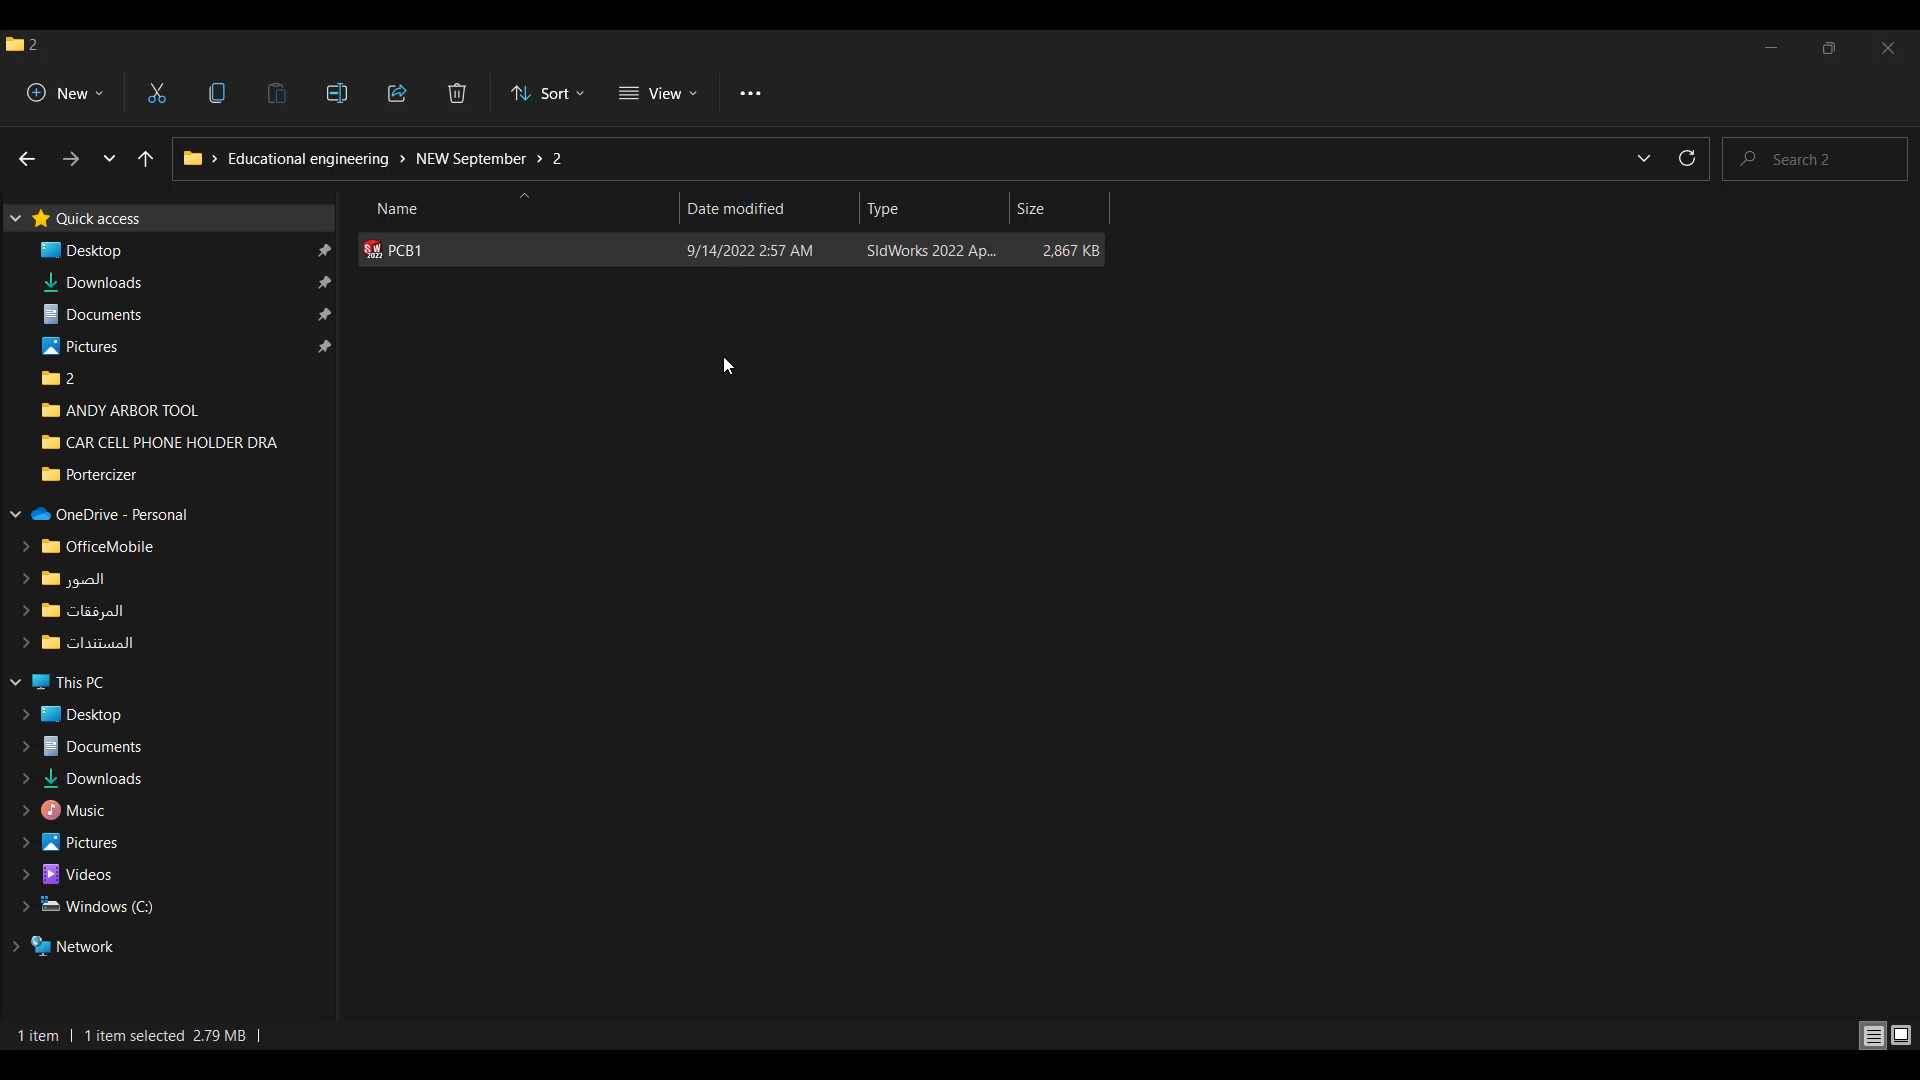 2
New
Sort
View
Educational engineering
NEW September
2
Search 2
Name
Date modified
Type
Size
SW 2022
PCB1
9/14/2022 2:57 AM
SldWorks 2022 Ap...
2,867 KB
Quick access
Desktop
Downloads
Documents
Pictures
2
ANDY ARBOR TOOL
CAR CELL PHONE HOLDER DRA
Portercizer
OneDrive - Personal
OfficeMobile
الصور
المرفقات
المستندات
This PC
Desktop
Documents
Downloads
Music
Pictures
Videos
Windows (C:)
Network
1 item
1 item selected 2.79 MB